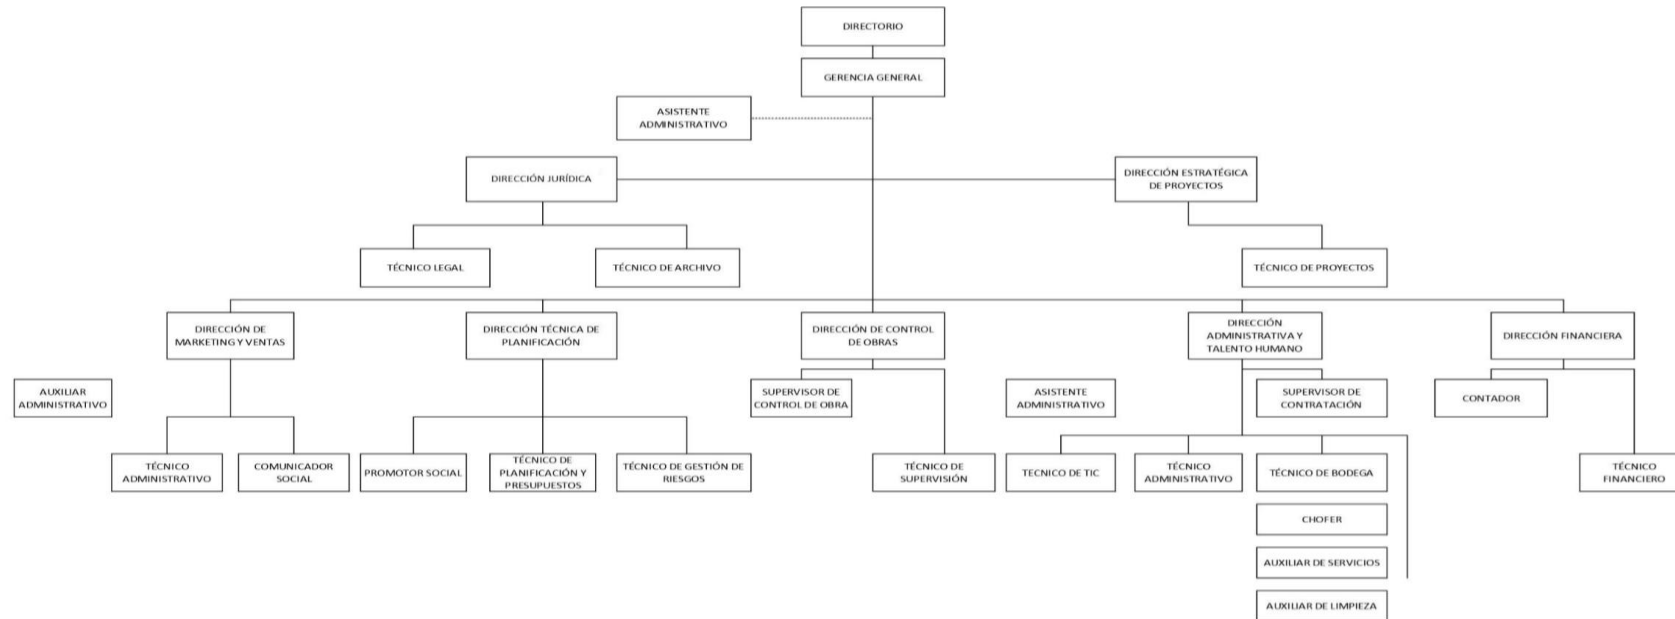 DIRECTORIO
GERENCIA GENERAL
ASISTENTE
ADMINISTRATIVO
DIRECCIÓN JURÍDICA
DIRECCIÓN ESTRATÉGICA
DE PROYECTOS
TÉCNICO LEGAL
TÉCNICO DE ARCHIVO
TÉCNICO DE PROYECTOS
DIRECCIÓN DE
MARKETING Y VENTAS
DIRECCIÓN TÉCNICA DE
PLANIFICACIÓN
DIRECCIÓN DE CONTROL
DE OBRAS
DIRECCIÓN
ADMINISTRATIVA Y
TALENTO HUMANO
DIRECCIÓN FINANCIERA
AUXILIAR
ADMINISTRATIVO
SUPERVISOR DE
CONTROL DE OBRA
ASISTENTE
ADMINISTRATIVO
SUPERVISOR DE
CONTRATACIÓN
CONTADOR
TÉCNICO
ADMINISTRATIVO
COMUNICADOR
SOCIAL
PROMOTOR SOCIAL
TÉCNICO DE
PLANIFICACIÓN Y
PRESUPUESTOS
TÉCNICO DE GESTIÓN DE
RIESGOS
TÉCNICO DE
SUPERVISIÓN
TECNICO DE TIC
TÉCNICO
ADMINISTRATIVO
TÉCNICO DE BODEGA
TÉCNICO
FINANCIERO
CHOFER
AUXILIAR DE SERVICIOS
AUXILIAR DE LIMPIEZA